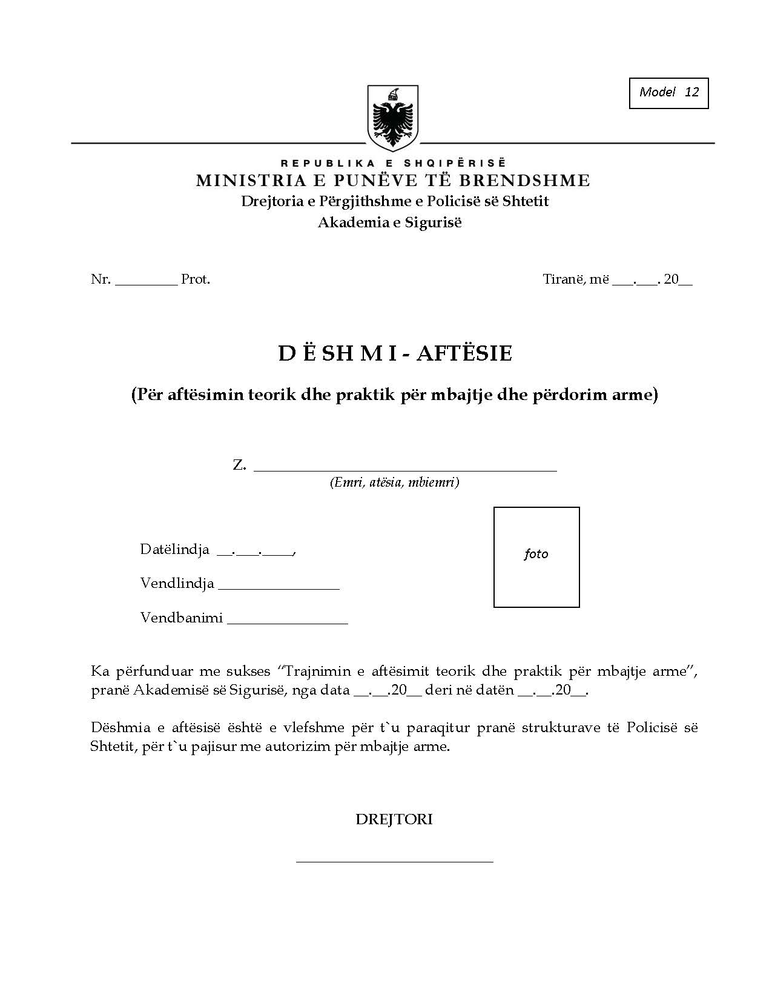 Model 12
REPUBLIKA E SHQIPËRISË
MINISTRIA E PUNËVE TË BRENDSHME
Drejtoria e Përgjithshme e Policisë së Shtetit
Akademia e Sigurisë
Nr. _________ Prot. Tiranë, më ___.___. 20__
D Ë SH M I - AFTËSIE
(Për aftësimin teorik dhe praktik për mbajtje dhe përdorim arme)
Z. ________________________________________
(Emri, atësia, mbiemri)
foto
Datëlindja __.___.____,
Vendlindja ________________
Vendbanimi ________________
Ka përfunduar me sukses “Trajnimin e aftësimit teorik dhe praktik për mbajtje arme”,
pranë Akademisë së Sigurisë, nga data __.__.20__ deri në datën __.__.20__.
Dëshmia e aftësisë është e vlefshme për t`u paraqitur pranë strukturave të Policisë së
Shtetit, për t`u pajisur me autorizim për mbajtje arme.
DREJTORI
__________________________